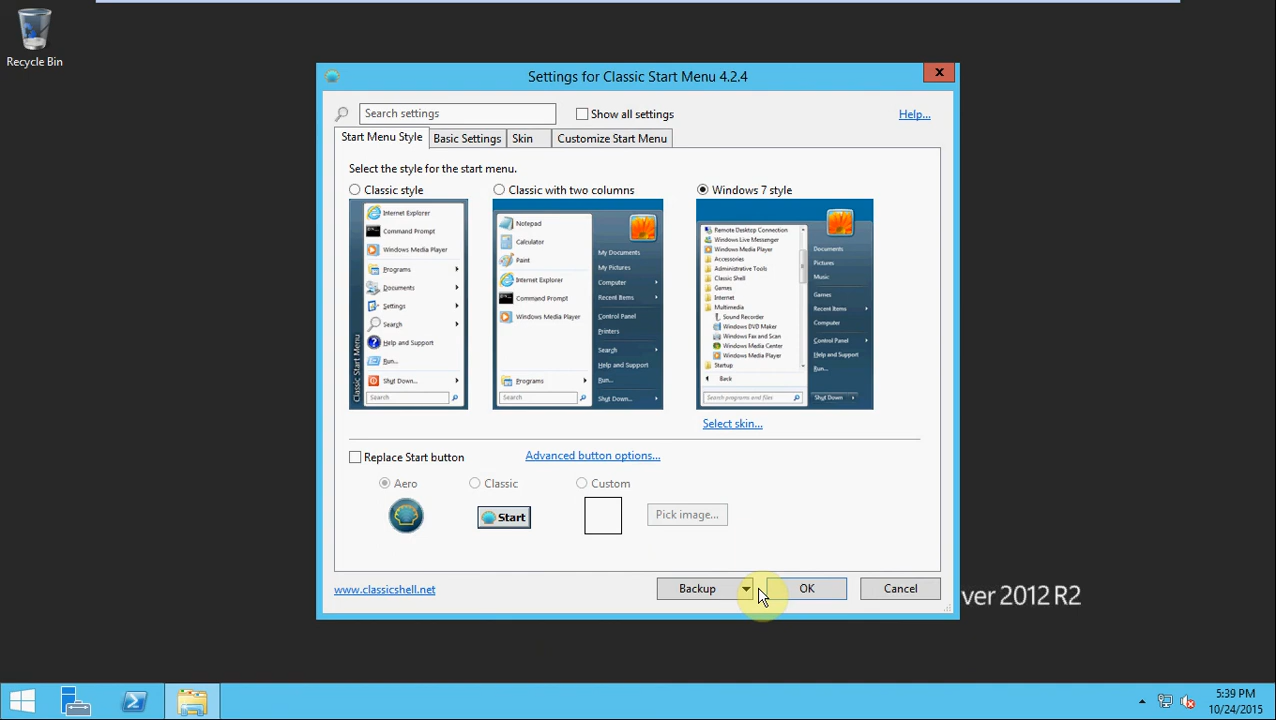 Recycle Bin
Settings for Classic Start Menu 4.2.4
x
Search settings
Show all settings
Help...
Start Menu Style
Basic Settings
Skin
Customize Start Menu
Select the style for the start menu.
Classic style
Classic with two columns
Windows 7 style
Internet Explorer
Command Prompt
Windows Media Player
Programs
Documents
Settings
Search
Help and Support
Run...
Shut Down...
Search
Classic Start Menu
Notepad
Calculator
Paint
Internet Explorer
Command Prompt
Windows Media Player
Programs
Search
My Documents
My Pictures
Computer
Recent Items
Control Panel
Printers
Search
Help and Support
Run...
Shut Down...
Remote Desktop Connection
Windows Live Messenger
Windows Media Player
Accessories
Administrative Tools
Classic Shell
Games
Internet
Multimedia
Sound Recorder
Windows DVD Maker
Windows Fax and Scan
Windows Media Center
Windows Media Player
Startup
Back
Search programs and files
Documents
Pictures
Music
Games
Recent Items
Computer
Control Panel
Help and Support
Run...
Shut Down
Select skin...
Replace Start button
Advanced button options...
Aero
Classic
Custom
Start
Pick image...
www.classicshell.net
Backup
OK
Cancel
ver 2012 R2
5:39 PM
10/24/2015